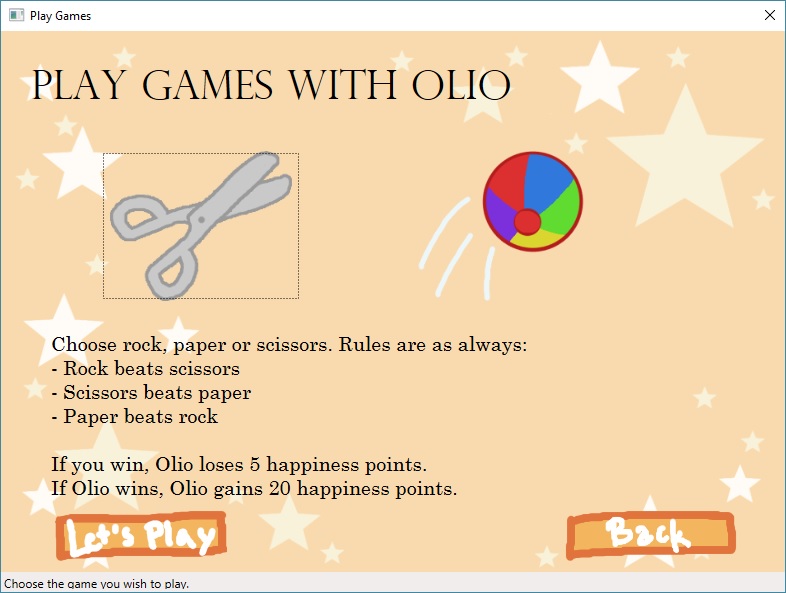 Play Games
PLAY GAMES WITH OLIO
Choose rock, paper or scissors. Rules are as always:
- Rock beats scissors
- Scissors beats paper
- Paper beats rock
If you win, Olio loses 5 happiness points.
If Olio wins, Olio gains 20 happiness points.
Let's Play
Back
Choose the game you wish to play.